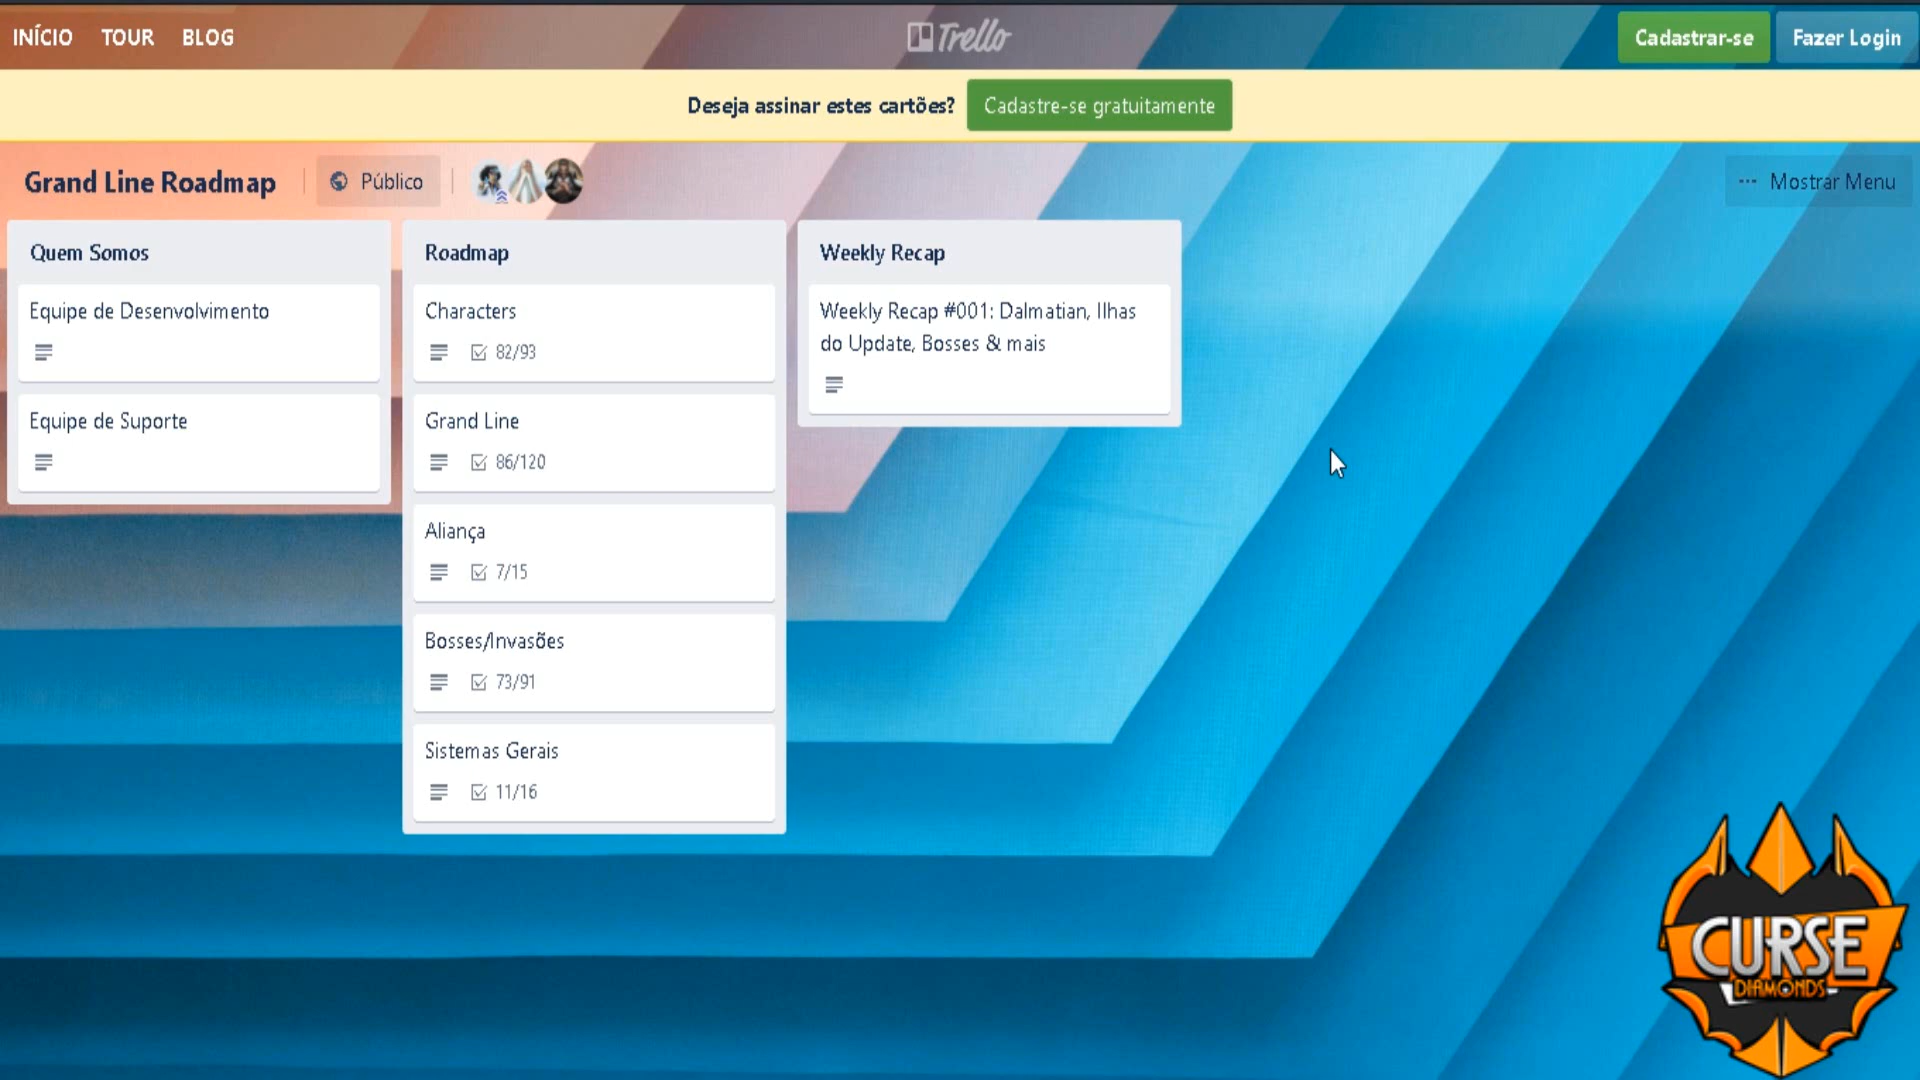 INÍCIO
TOUR
BLOG
Trello
Cadastrar-se
Fazer Login
Deseja assinar estes cartões?
Cadastre-se gratuitamente
Grand Line Roadmap
Público
··· Mostrar Menu
Quem Somos
Equipe de Desenvolvimento
Equipe de Suporte
Roadmap
Characters
82/93
Grand Line
86/120
Aliança
7/15
Bosses/Invasões
73/91
Sistemas Gerais
11/16
Weekly Recap
Weekly Recap #001: Dalmatian, Ilhas
do Update, Bosses & mais
CURSE
DIAMONDS